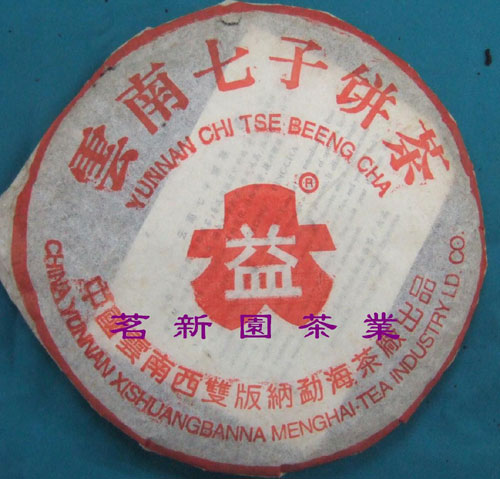 雲南七子饼茶
YUNNAN CHI TSE BEENG CHA
®
益
茗新園茶業
中國雲南西雙版納勐海茶廠出品
CHINA YUNNAN XISHUANGBANNA MENGHAI-TEA INDUSTRY LD CO.